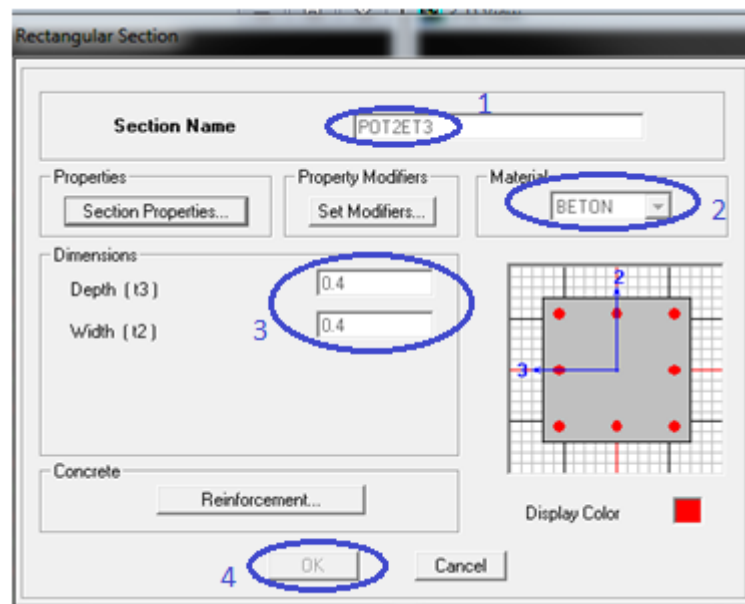 Rectangular Section
1
Section Name POT2ET3
Properties Property Modifiers Material
Section Properties... Set Modifiers... BETON 2
Dimensions
Depth ( t3 ) 0.4
Width ( t2 ) 0.4
3
2
3
Concrete
Reinforcement...
Display Color
4 OK Cancel